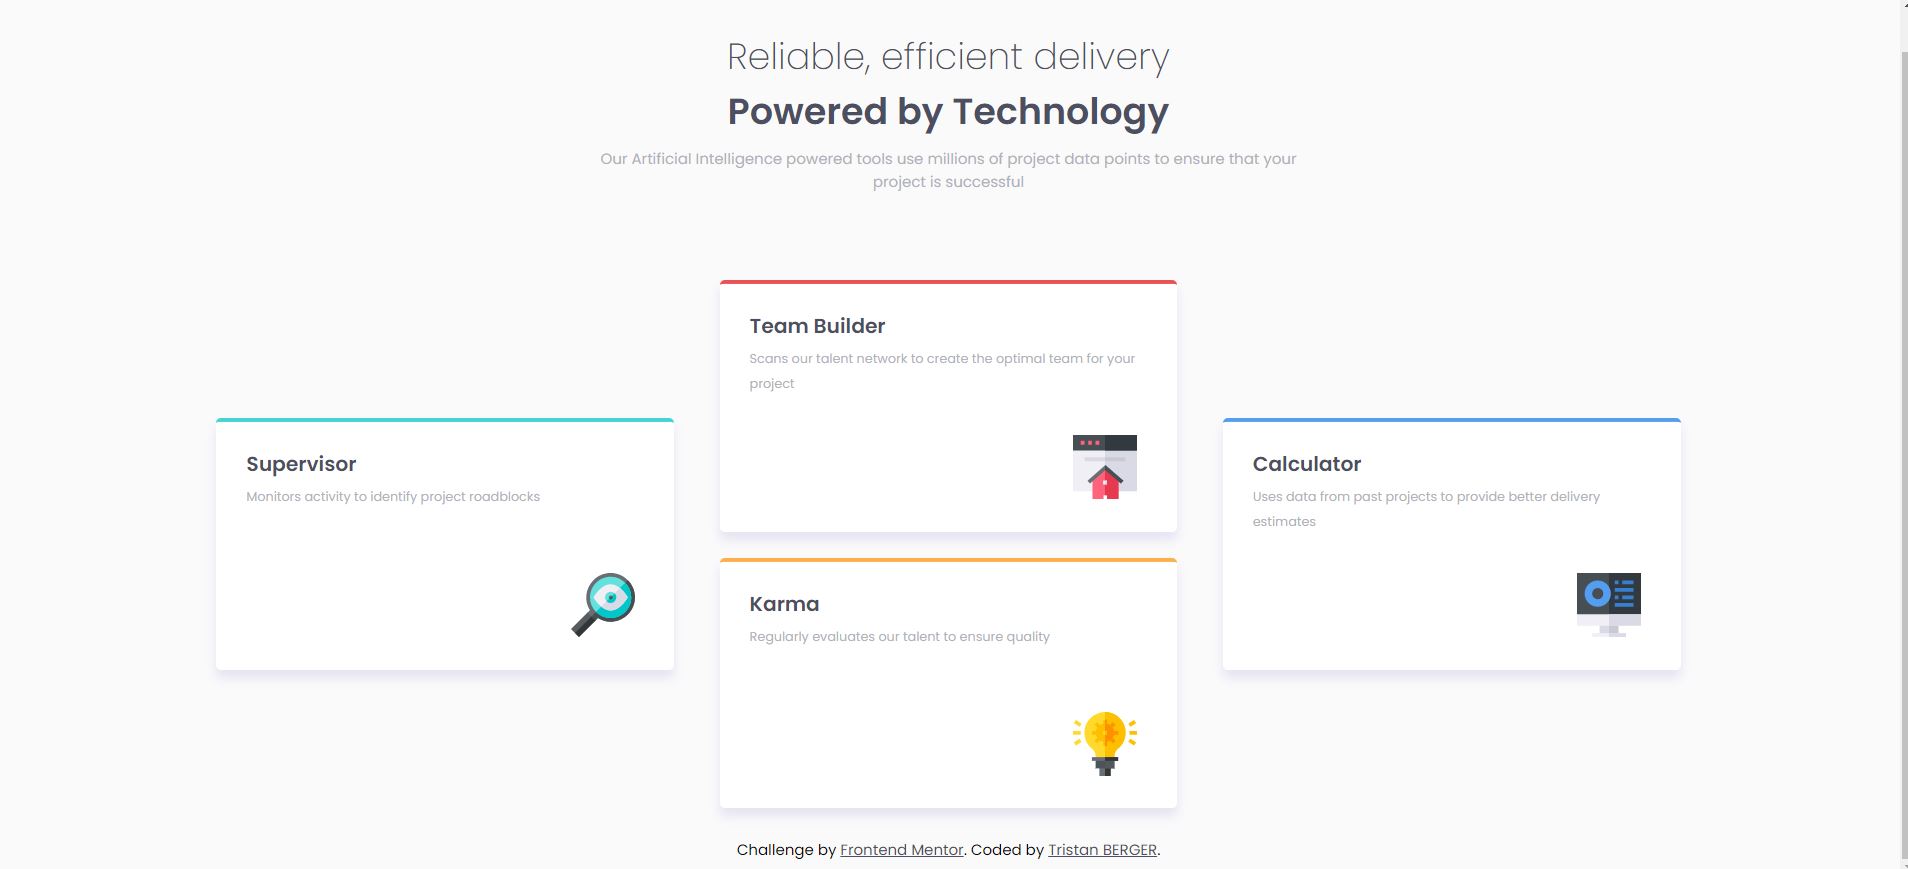 Reliable, efficient delivery
Powered by Technology
Our Artificial Intelligence powered tools use millions of project data points to ensure that your
project is successful
Team Builder
Scans our talent network to create the optimal team for your
project
Supervisor
Monitors activity to identify project roadblocks
Calculator
Uses data from past projects to provide better delivery
estimates
Karma
Regularly evaluates our talent to ensure quality
Challenge by Frontend Mentor. Coded by Tristan BERGER.